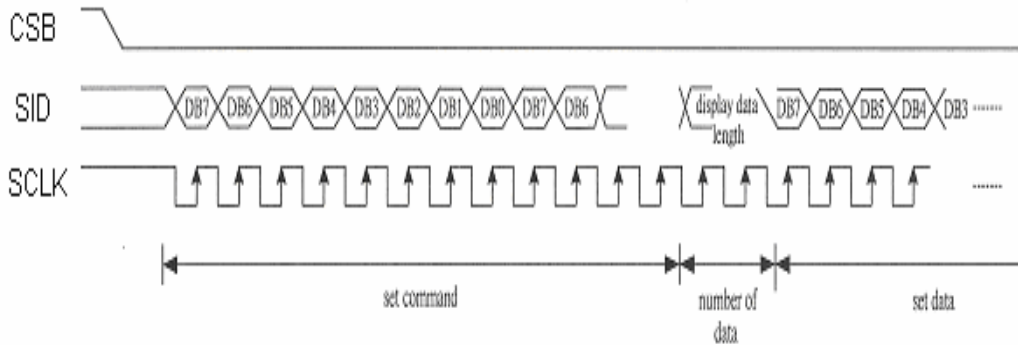 CSB
SID
DB7 DB6 DB5 DB4 DB3 DB2 DB1 DB0 DB7 DB6 display data length DB7 DB6 DB5 DB4 DB3 ........
SCLK
........
set command
number of data
set data